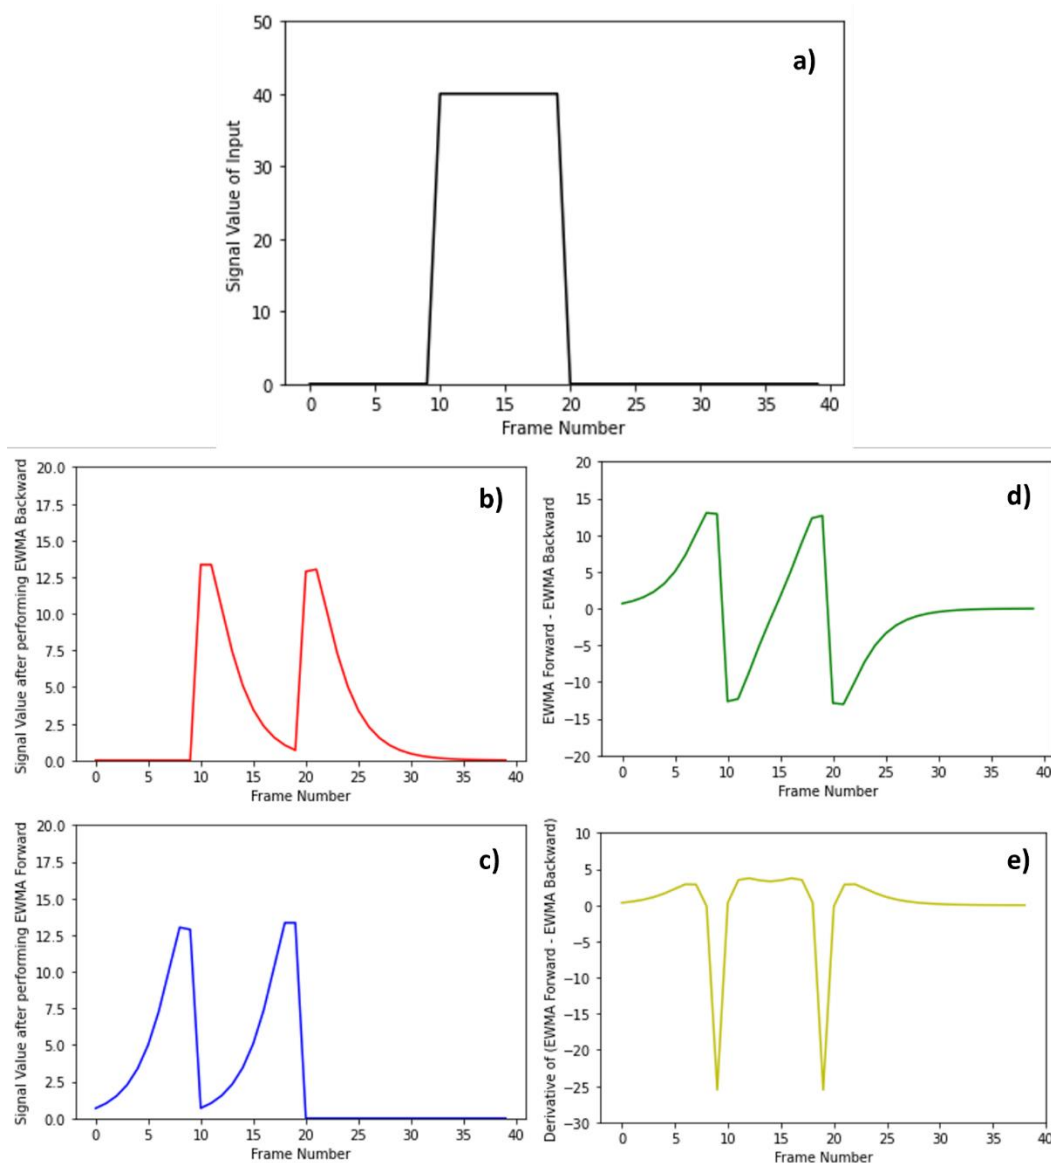 50
40
30
20
10
0
Signal Value of Input
a)
0 5 10 15 20 25 30 35 40
Frame Number
20.0
17.5
15.0
12.5
10.0
7.5
5.0
2.5
0.0
Signal Value after performing EWMA Backward
b)
0 5 10 15 20 25 30 35 40
Frame Number
20
15
10
5
0
−5
−10
−15
−20
EWMA Forward - EWMA Backward
d)
0 5 10 15 20 25 30 35 40
Frame Number
20.0
17.5
15.0
12.5
10.0
7.5
5.0
2.5
0.0
Signal Value after performing EWMA Forward
c)
0 5 10 15 20 25 30 35 40
Frame Number
10
5
0
−5
−10
−15
−20
−25
−30
Derivative of (EWMA Forward - EWMA Backward)
e)
0 5 10 15 20 25 30 35 40
Frame Number